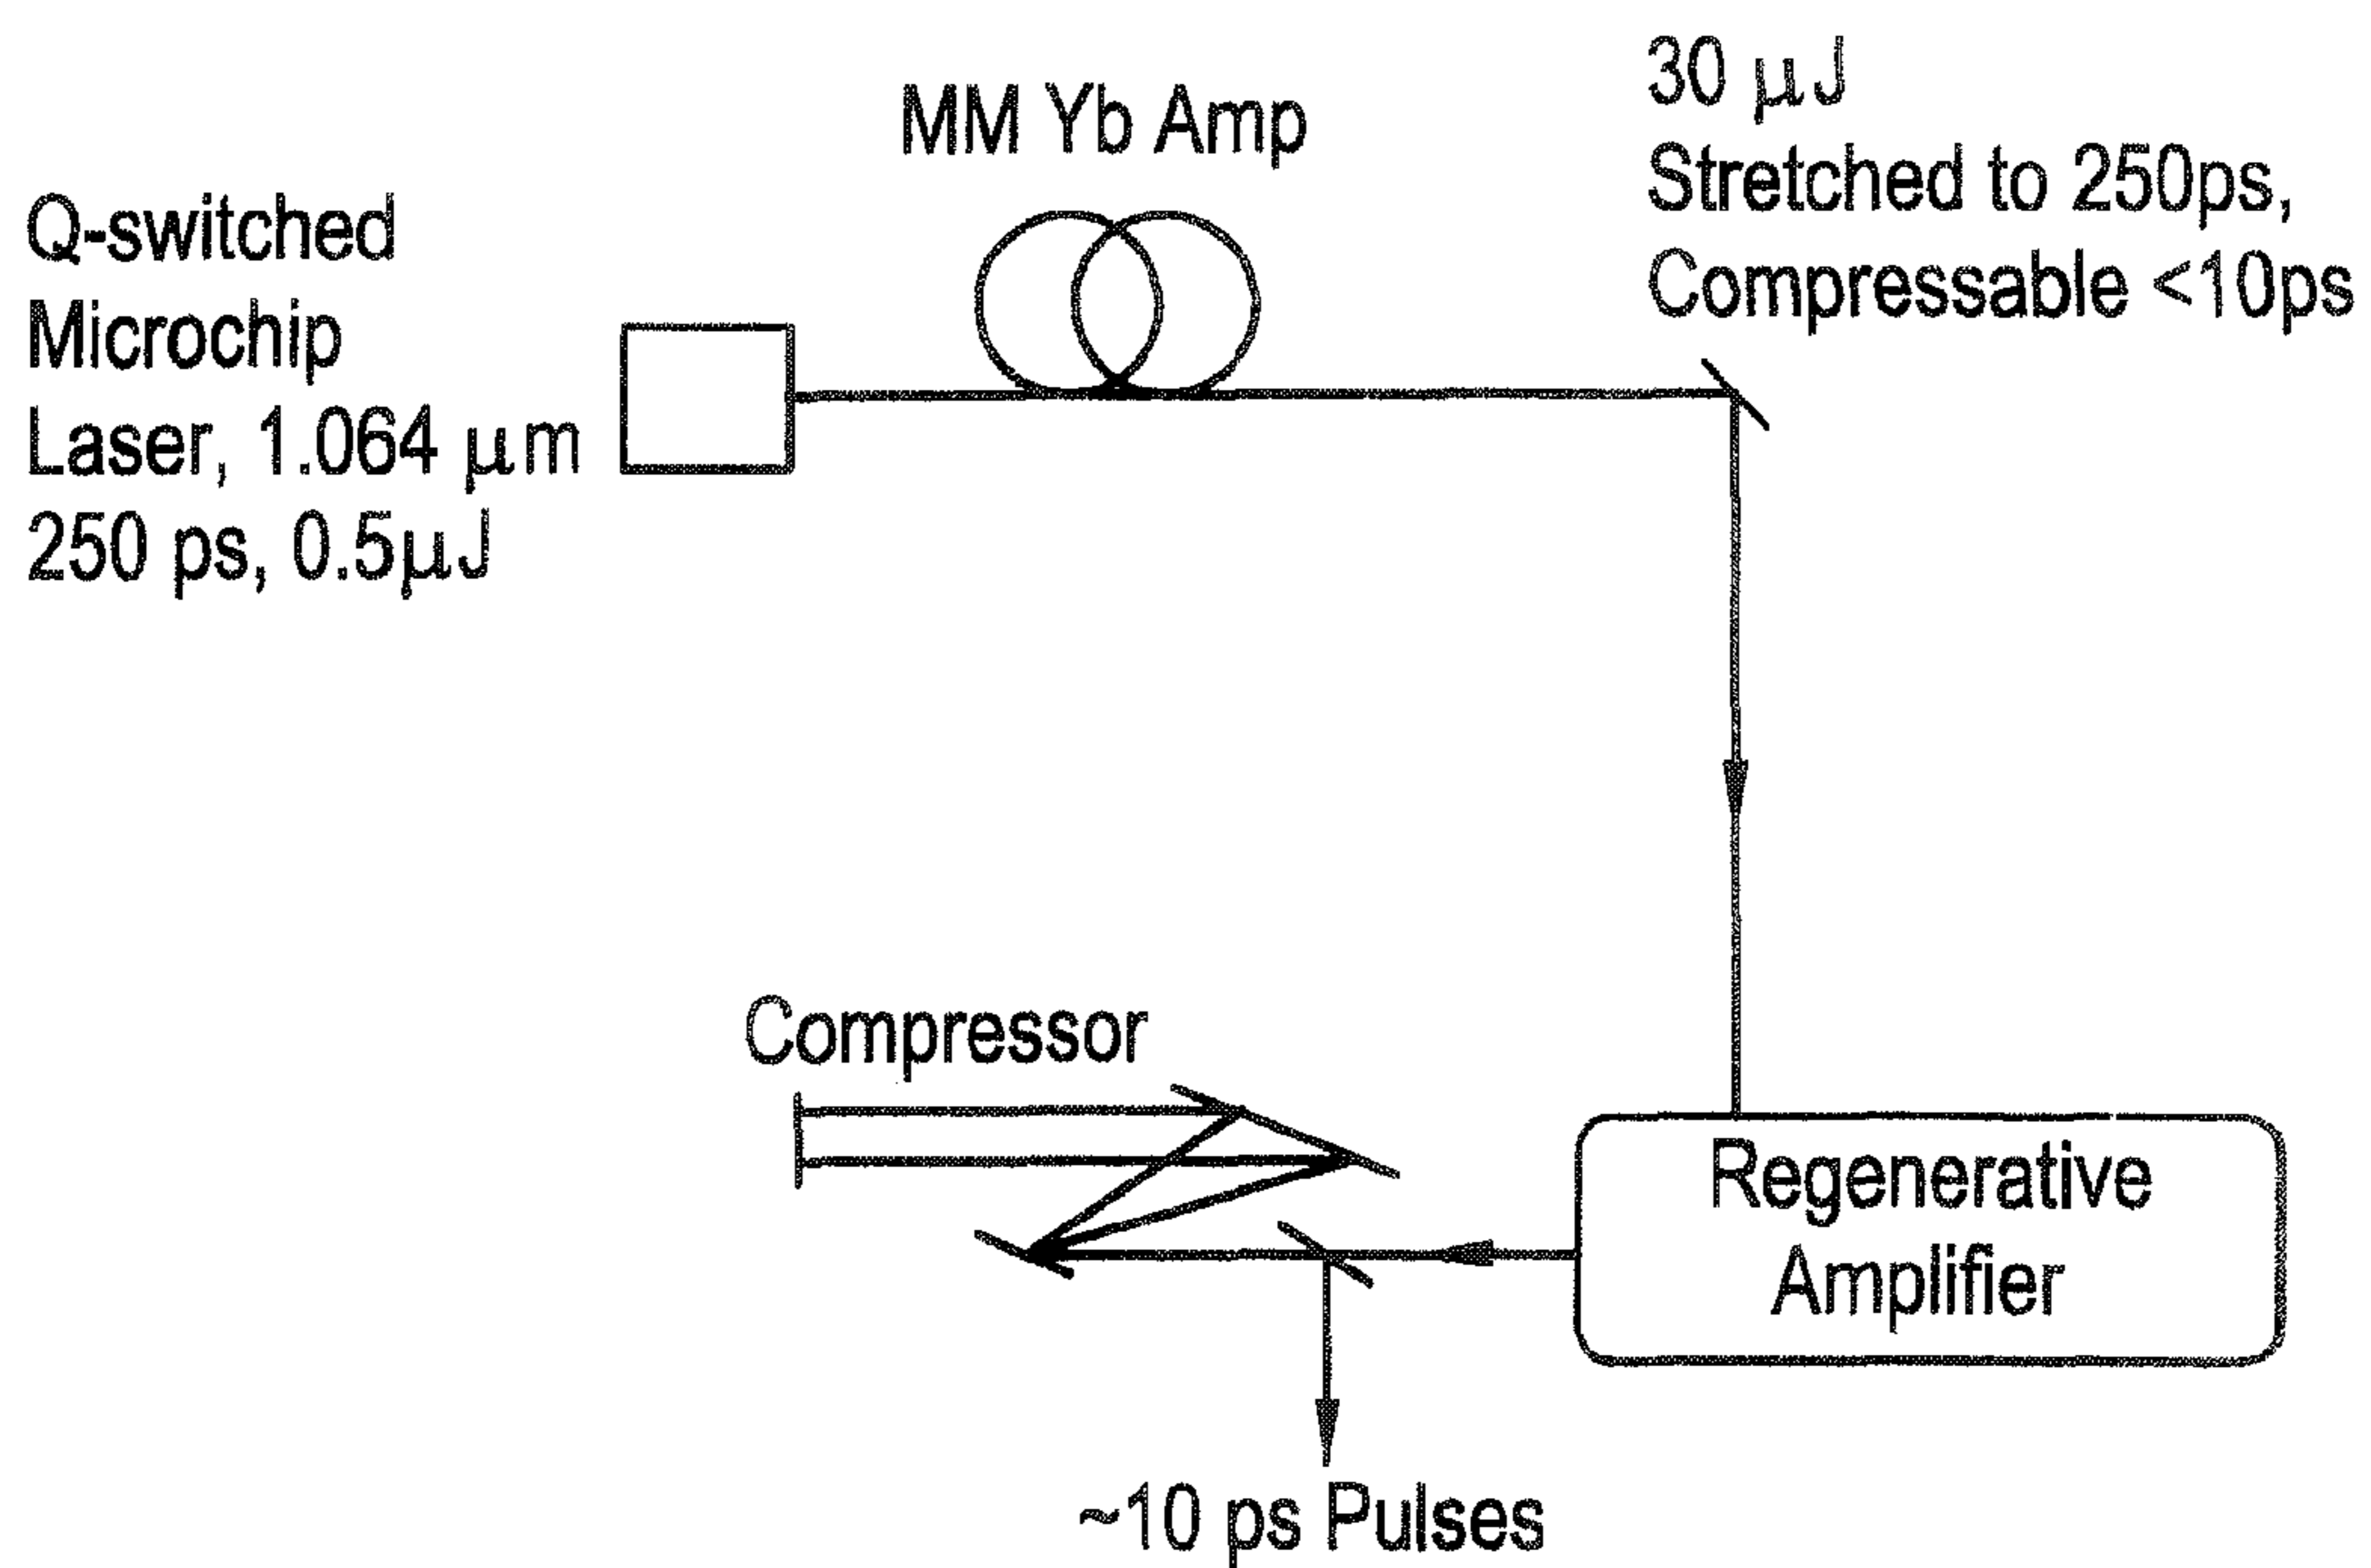 Q-switched
Microchip
Laser, 1.064 μm
250 ps, 0.5μJ
MM Yb Amp
30 μJ
Stretched to 250ps,
Compressable <10ps
Compressor
Regenerative
Amplifier
~10 ps Pulses